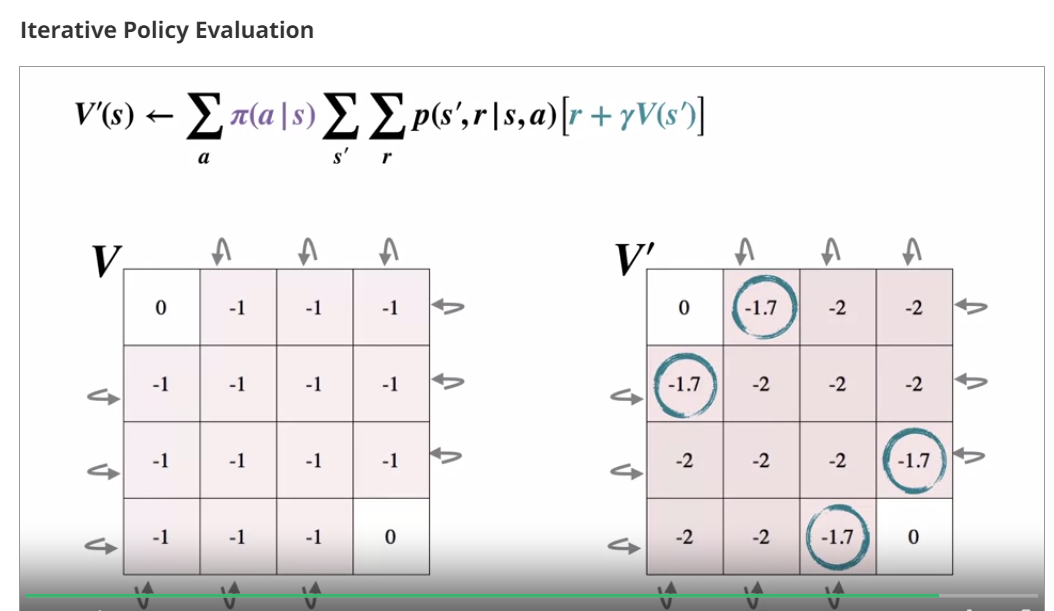 Iterative Policy Evaluation
V′(s) ← ∑ π(a | s) ∑ ∑ p(s′, r | s, a)[r + γV(s′)]
a s′ r
V V′
0 -1 -1 -1 0 -1.7 -2 -2
-1 -1 -1 -1 -1.7 -2 -2 -2
-1 -1 -1 -1 -2 -2 -2 -1.7
-1 -1 -1 0 -2 -2 -1.7 0